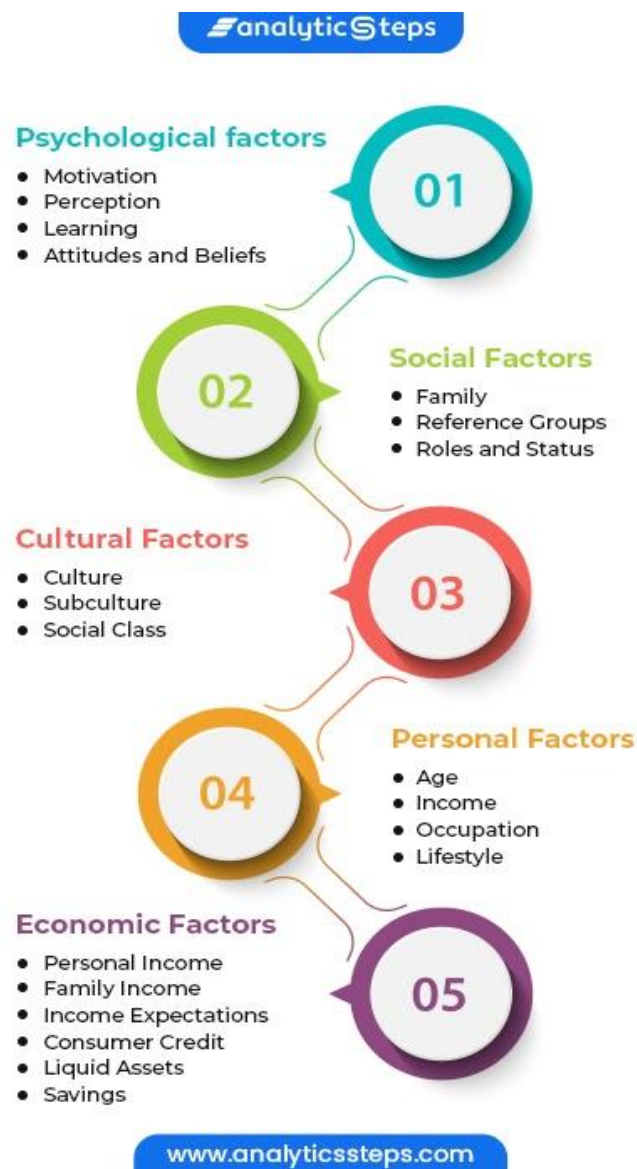 analyticSteps
Psychological factors
Motivation
Perception
Learning
Attitudes and Beliefs
01
02
Social Factors
Family
Reference Groups
Roles and Status
Cultural Factors
Culture
Subculture
Social Class
03
04
Personal Factors
Age
Income
Occupation
Lifestyle
Economic Factors
Personal Income
Family Income
Income Expectations
Consumer Credit
Liquid Assets
Savings
05
www.analyticssteps.com